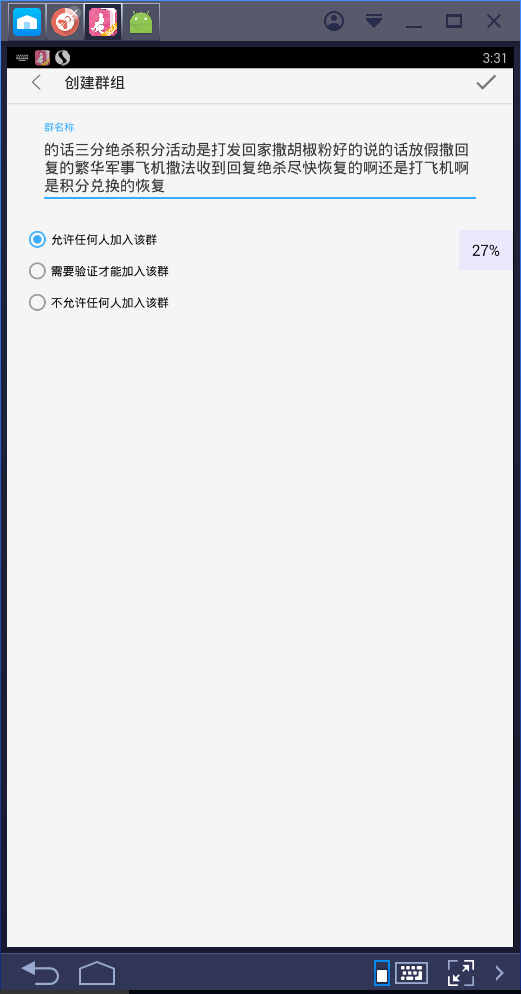 3:31
创建群组
群名称
的话三分绝杀积分活动是打发回家撒胡椒粉好的说的话放假撒回
复的繁华军事飞机撒法收到回复绝杀尽快恢复的啊还是打飞机啊
是积分兑换的恢复
允许任何人加入该群
27%
需要验证才能加入该群
不允许任何人加入该群